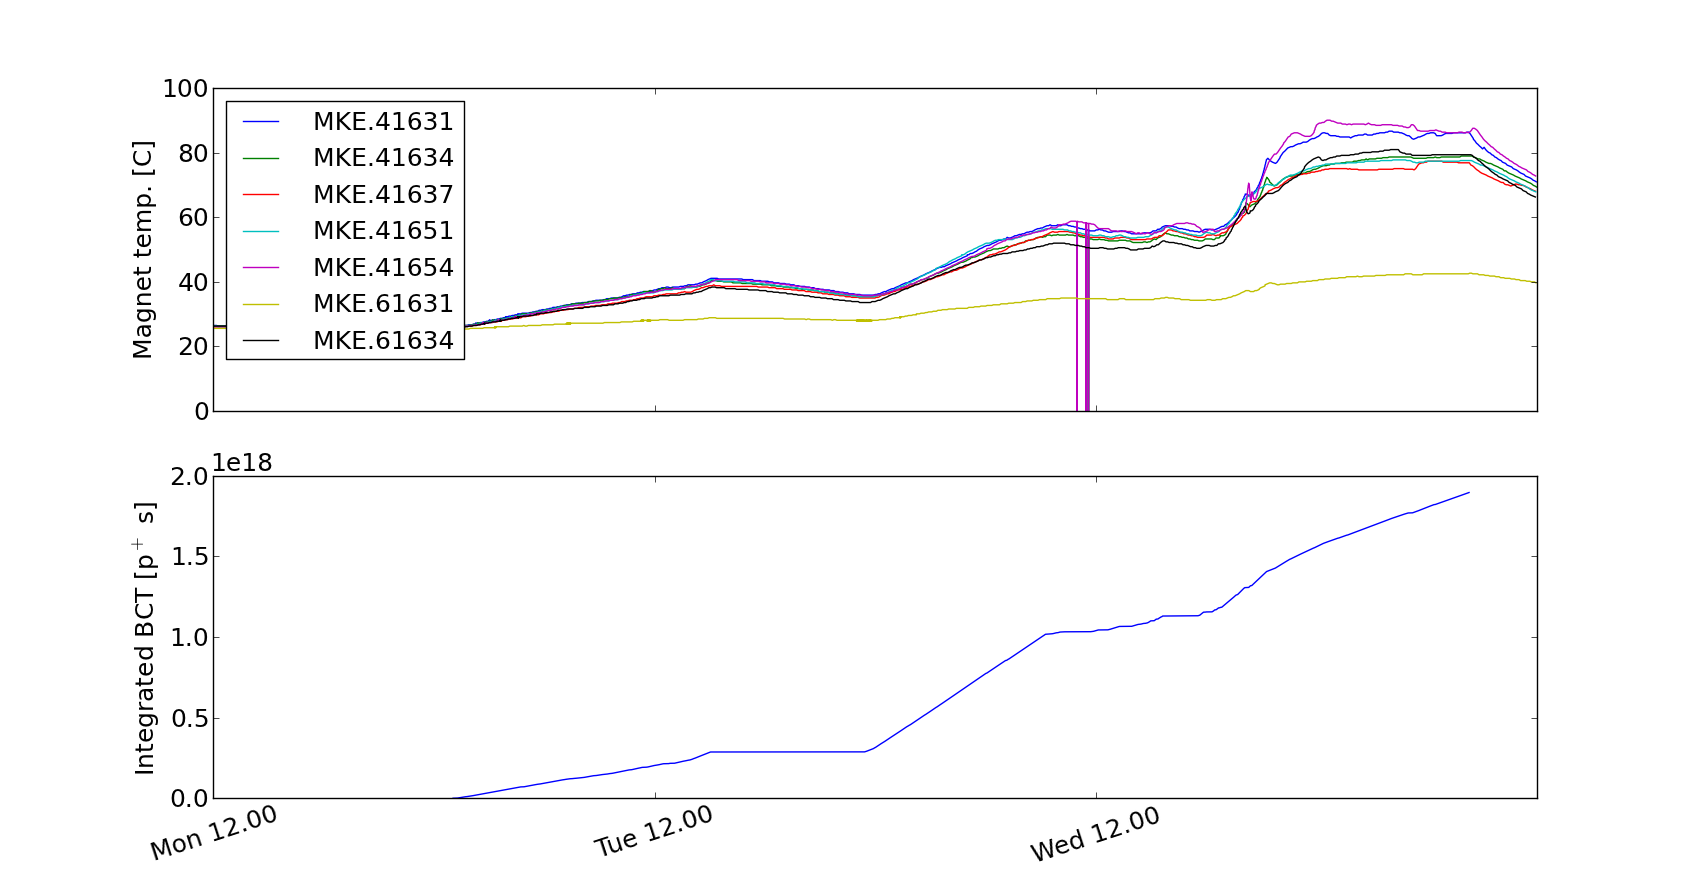 100
80
60
40
20
0
Magnet temp. [C]
MKE.41631
MKE.41634
MKE.41637
MKE.41651
MKE.41654
MKE.61631
MKE.61634
1e18
2.0
1.5
1.0
0.5
0.0
Integrated BCT [p⁺ s]
Mon 12.00
Tue 12.00
Wed 12.00